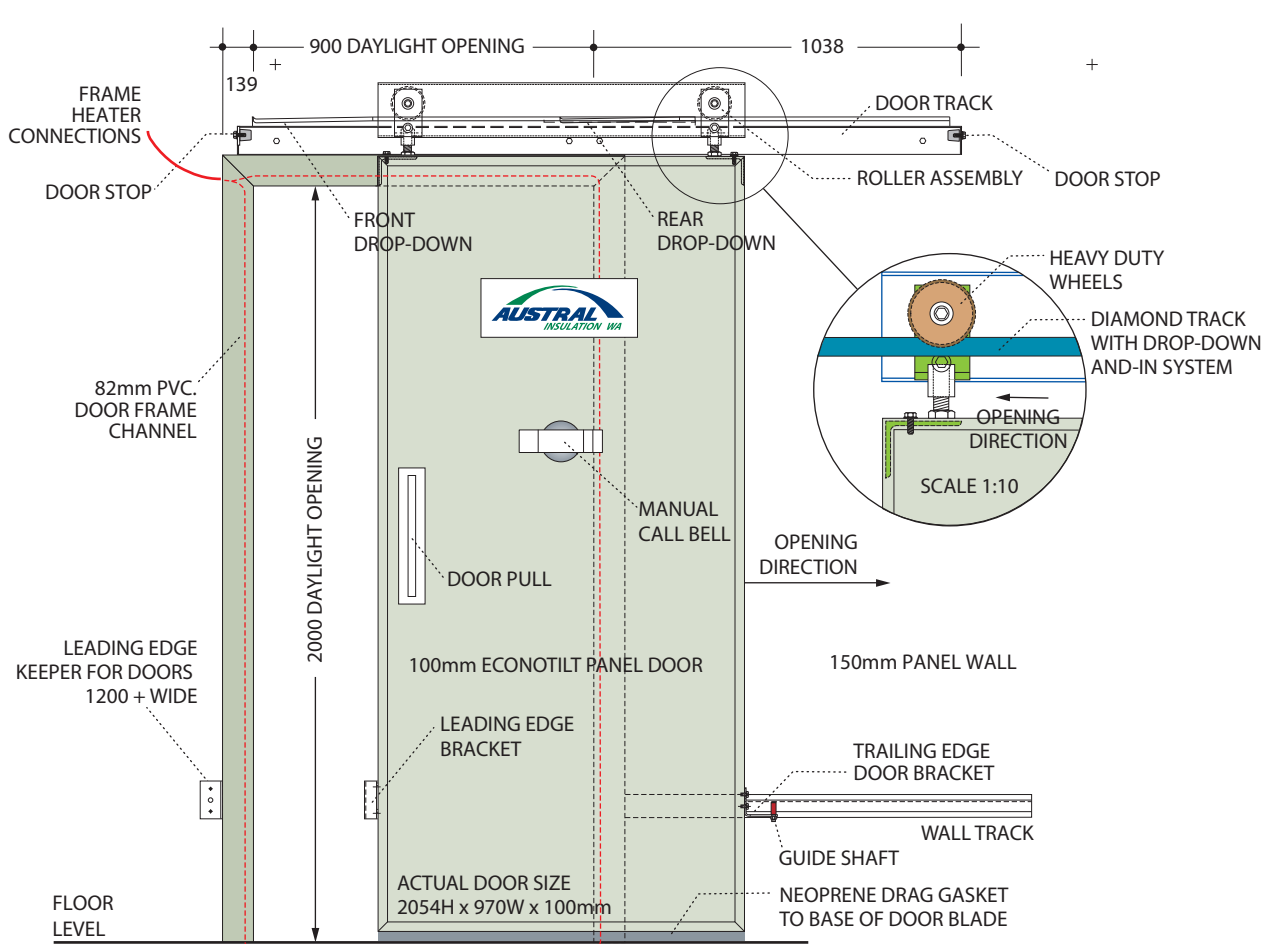 900 DAYLIGHT OPENING
1038
139
FRAME
HEATER
CONNECTIONS
DOOR TRACK
DOOR STOP
ROLLER ASSEMBLY
DOOR STOP
FRONT
DROP-DOWN
REAR
DROP-DOWN
HEAVY DUTY
WHEELS
AUSTRAL
INSULATION WA
DIAMOND TRACK
WITH DROP-DOWN
AND-IN SYSTEM
82mm PVC.
DOOR FRAME
CHANNEL
OPENING
DIRECTION
SCALE 1:10
2000 DAYLIGHT OPENING
MANUAL
CALL BELL
OPENING
DIRECTION
DOOR PULL
LEADING EDGE
KEEPER FOR DOORS
1200 + WIDE
100mm ECONOTILT PANEL DOOR
150mm PANEL WALL
LEADING EDGE
BRACKET
TRAILING EDGE
DOOR BRACKET
WALL TRACK
GUIDE SHAFT
ACTUAL DOOR SIZE
2054H x 970W x 100mm
NEOPRENE DRAG GASKET
TO BASE OF DOOR BLADE
FLOOR
LEVEL